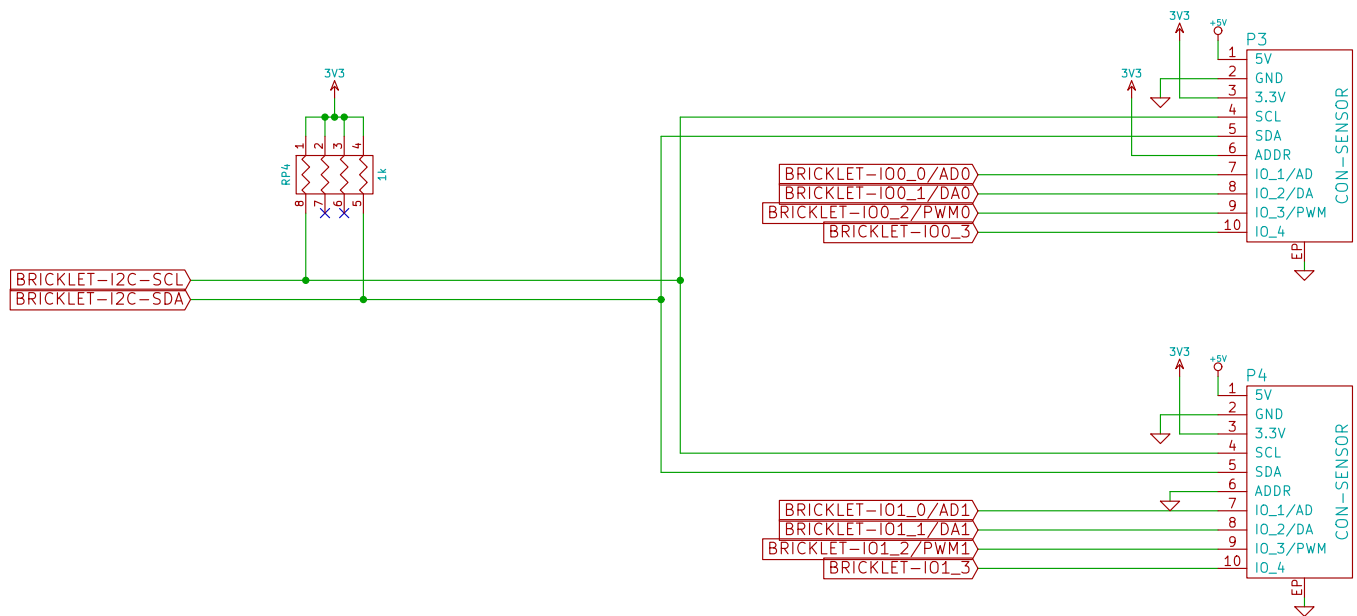 3V3
1 2 3 4
RP4
1k
8 7 6 5
BRICKLET-I2C-SCL
BRICKLET-I2C-SDA
3V3
+5V
3V3
P3
1 5V
2 GND
3 3.3V
4 SCL
5 SDA
6 ADDR
BRICKLET-IO0_0/AD0 7 IO_1/AD
BRICKLET-IO0_1/DA0 8 IO_2/DA
BRICKLET-IO0_2/PWM0 9 IO_3/PWM
BRICKLET-IO0_3 10 IO_4
CON-SENSOR
EP
3V3
+5V
P4
1 5V
2 GND
3 3.3V
4 SCL
5 SDA
6 ADDR
BRICKLET-IO1_0/AD1 7 IO_1/AD
BRICKLET-IO1_1/DA1 8 IO_2/DA
BRICKLET-IO1_2/PWM1 9 IO_3/PWM
BRICKLET-IO1_3 10 IO_4
CON-SENSOR
EP